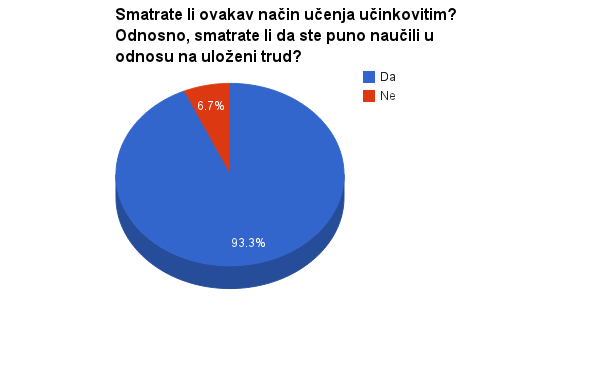 Smatrate li ovakav način učenja učinkovitim?
Odnosno, smatrate li da ste puno naučili u
odnosu na uloženi trud?
Da
Ne
6.7%
93.3%